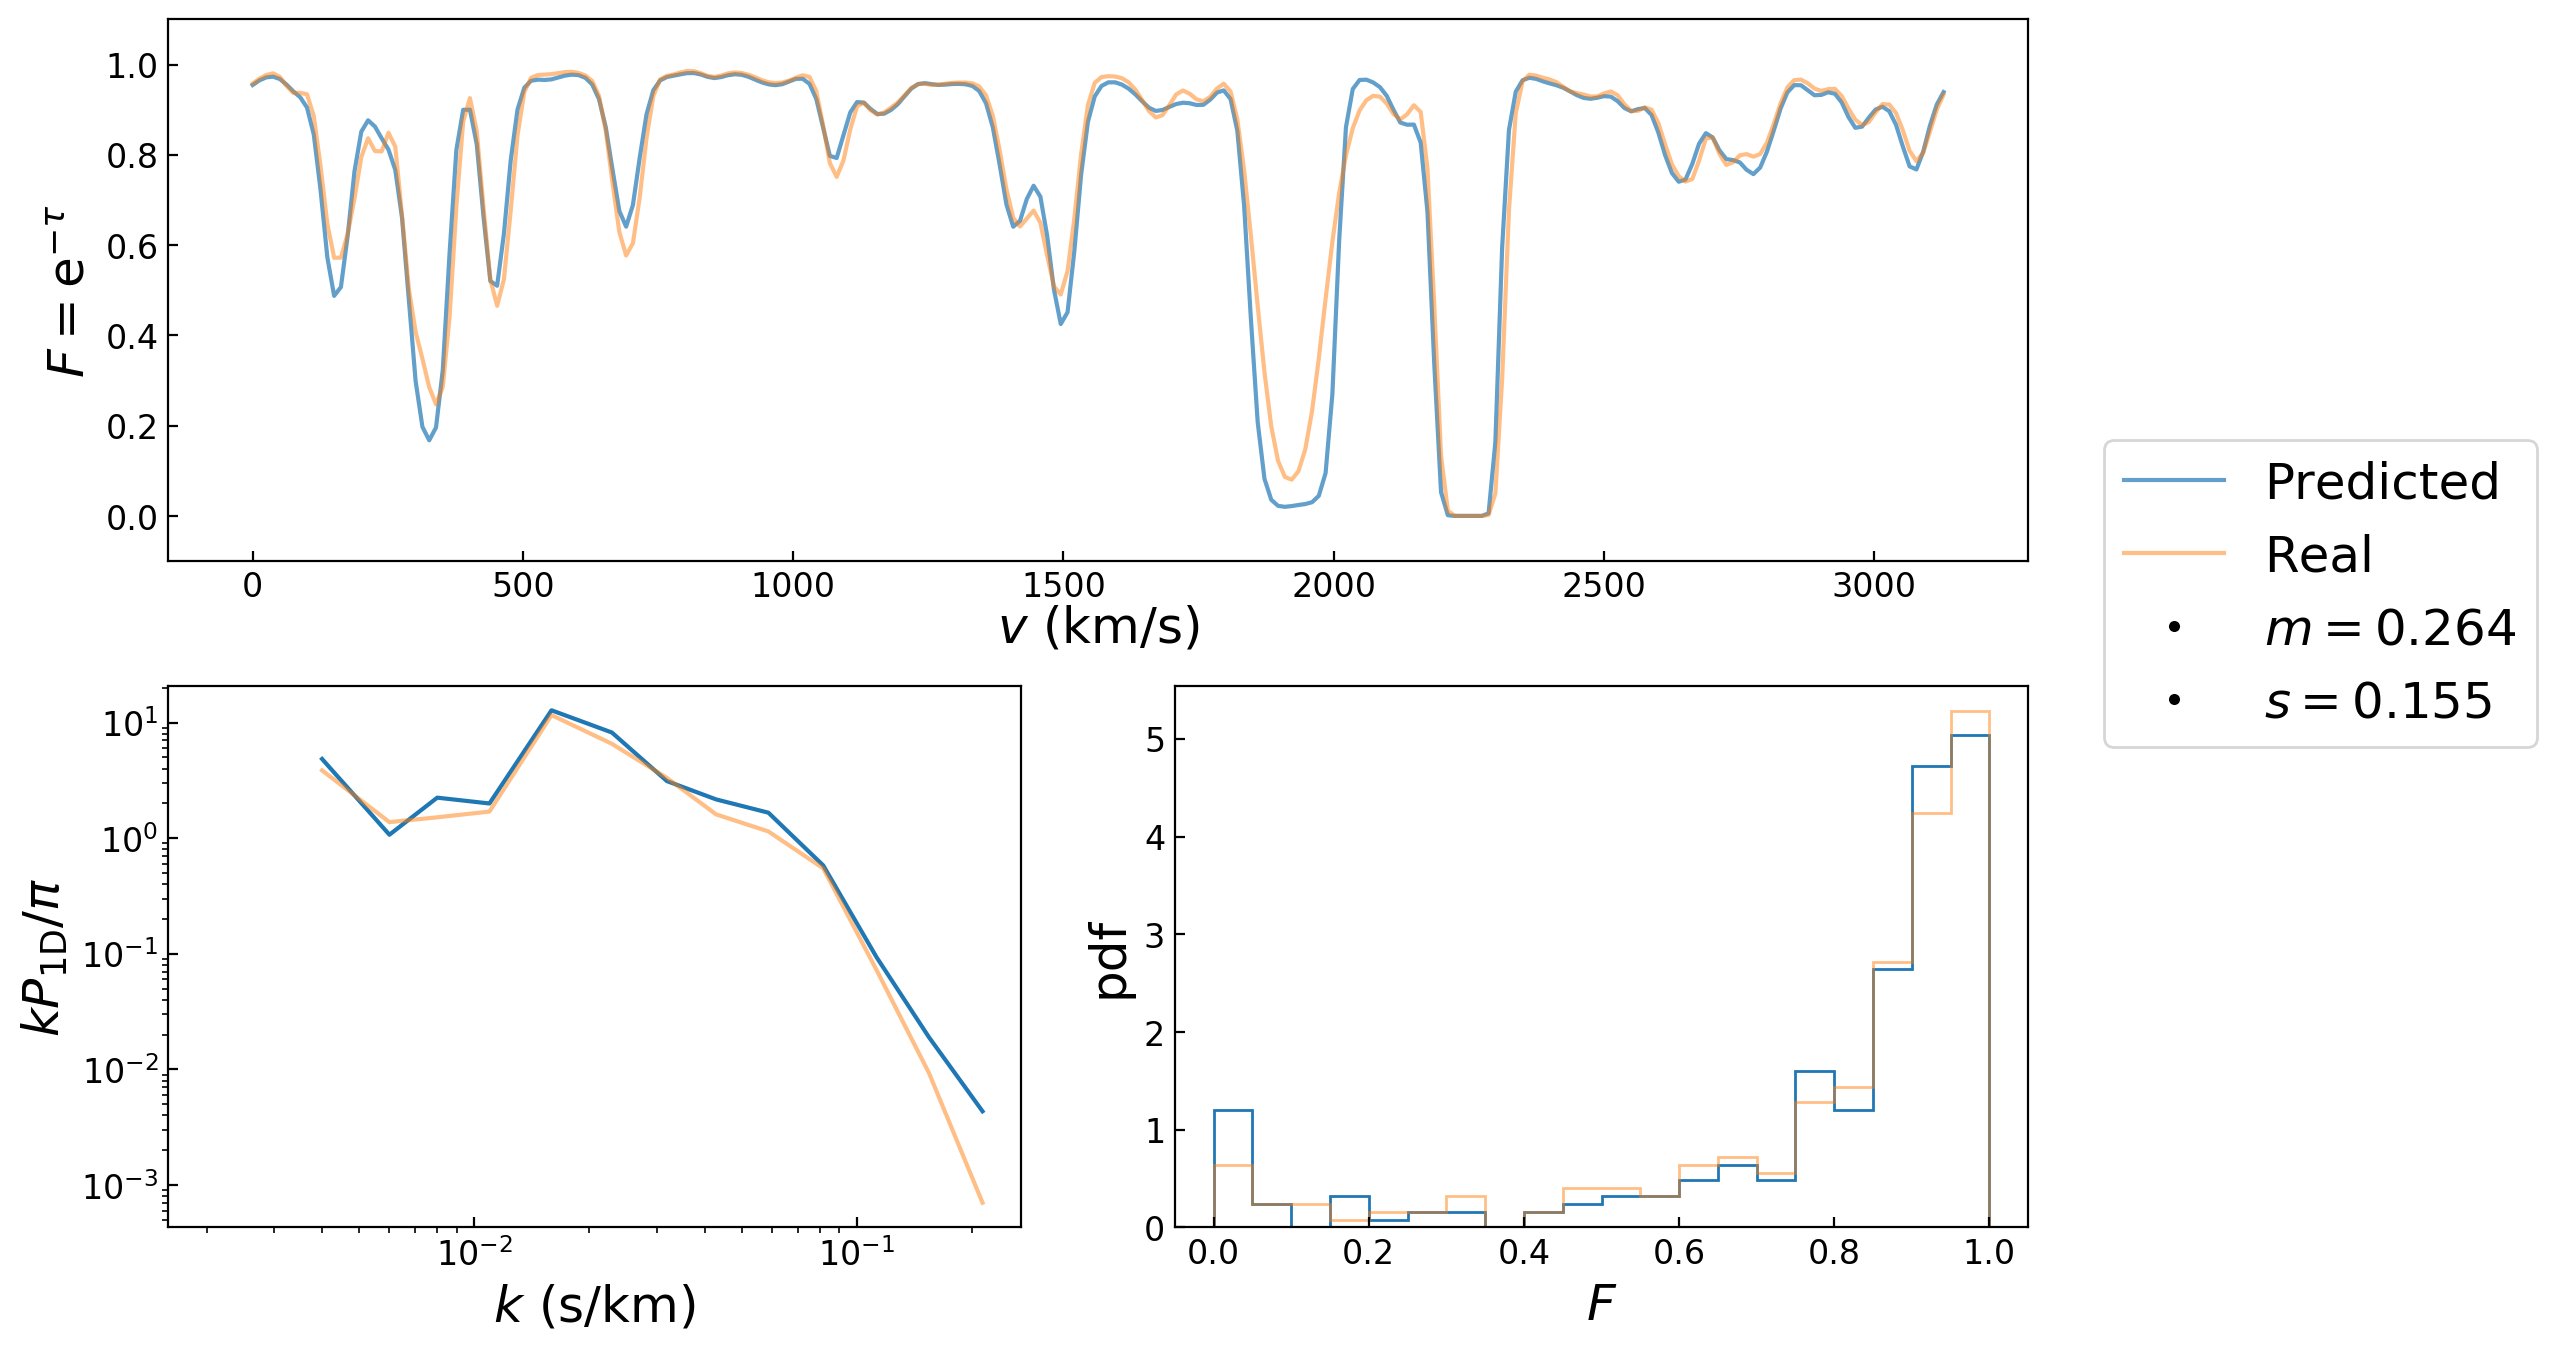 1.0
0.8
0.6
0.4
0.2
0.0
F = e^{−τ}
0 500 1000 1500 2000 2500 3000
v (km/s)
Predicted
Real
m = 0.264
s = 0.155
10^1
10^0
10^{−1}
10^{−2}
10^{−3}
kP_{1D}/π
10^{−2} 10^{−1}
k (s/km)
5
4
3
2
1
0
pdf
0.0 0.2 0.4 0.6 0.8 1.0
F